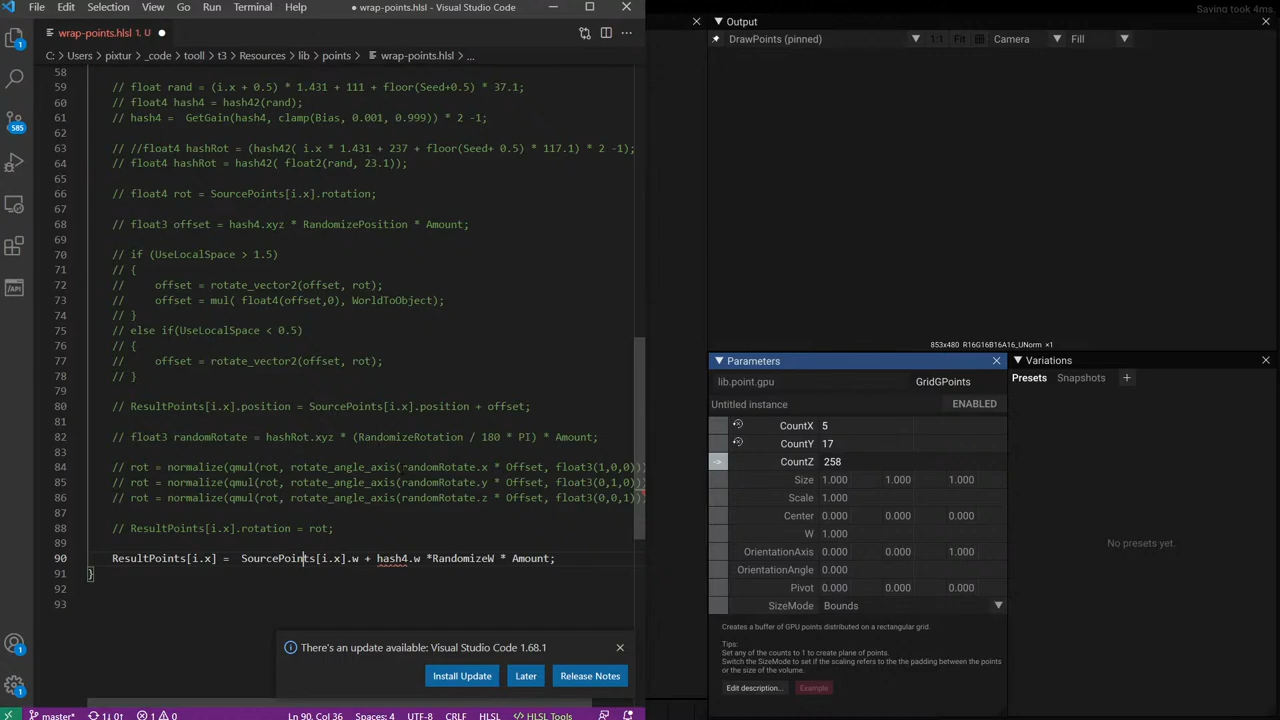 File Edit Selection View Go Run Terminal Help ● wrap-points.hlsl - Visual Studio Code
Saving took 4ms.
wrap-points.hlsl 1, U ●
C: > Users > pixtur > _code > tooll > t3 > Resources > lib > points > wrap-points.hlsl > ...
58
59 // float rand = (i.x + 0.5) * 1.431 + 111 + floor(Seed+0.5) * 37.1;
60 // float4 hash4 = hash42(rand);
61 // hash4 = GetGain(hash4, clamp(Bias, 0.001, 0.999)) * 2 -1;
62
63 // //float4 hashRot = (hash42( i.x * 1.431 + 237 + floor(Seed+ 0.5) * 117.1) * 2 -1);
64 // float4 hashRot = hash42( float2(rand, 23.1));
65
66 // float4 rot = SourcePoints[i.x].rotation;
67
68 // float3 offset = hash4.xyz * RandomizePosition * Amount;
69
70 // if (UseLocalSpace > 1.5)
71 // {
72 // offset = rotate_vector2(offset, rot);
73 // offset = mul( float4(offset,0), WorldToObject);
74 // }
75 // else if(UseLocalSpace < 0.5)
76 // {
77 // offset = rotate_vector2(offset, rot);
78 // }
79
80 // ResultPoints[i.x].position = SourcePoints[i.x].position + offset;
81
82 // float3 randomRotate = hashRot.xyz * (RandomizeRotation / 180 * PI) * Amount;
83
84 // rot = normalize(qmul(rot, rotate_angle_axis(randomRotate.x * Offset, float3(1,0,0)))
85 // rot = normalize(qmul(rot, rotate_angle_axis(randomRotate.y * Offset, float3(0,1,0)))
86 // rot = normalize(qmul(rot, rotate_angle_axis(randomRotate.z * Offset, float3(0,0,1)))
87
88 // ResultPoints[i.x].rotation = rot;
89
90 ResultPoints[i.x] = SourcePoints[i.x].w + hash4.w *RandomizeW * Amount;
91 }
92
93
There's an update available: Visual Studio Code 1.68.1
Install Update Later Release Notes
1
585
API
1
master* 1↓ 0↑ 1 0 Ln 90, Col 36 Spaces: 4 UTF-8 CRLF HLSL HLSL Tools
Output
DrawPoints (pinned) 1:1 Fit Camera Fill
853x480 R16G16B16A16_UNorm ×1
Parameters
lib.point.gpu GridGPoints
Untitled instance ENABLED
CountX 5
CountY 17
-> CountZ 258
Size 1.000 1.000 1.000
Scale 1.000
Center 0.000 0.000 0.000
W 1.000
OrientationAxis 0.000 0.000 1.000
OrientationAngle 0.000
Pivot 0.000 0.000 0.000
SizeMode Bounds
Creates a buffer of GPU points distributed on a rectangular grid.
Tips:
Set any of the counts to 1 to create plane of points.
Switch the SizeMode to set if the scaling refers to the the padding between the points
or the size of the volume.
Edit description... Example
Variations
Presets Snapshots +
No presets yet.